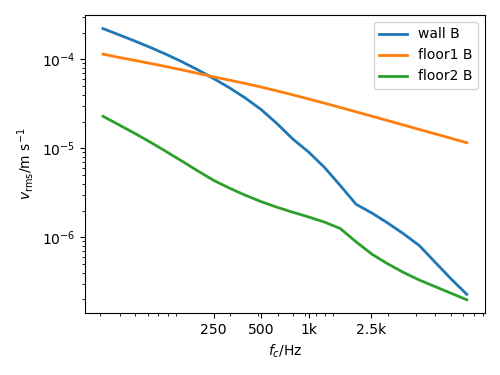 wall B
floor1 B
floor2 B
10⁻⁴
10⁻⁵
10⁻⁶
v_rms/m s⁻¹
250 500 1k 2.5k
f_c/Hz